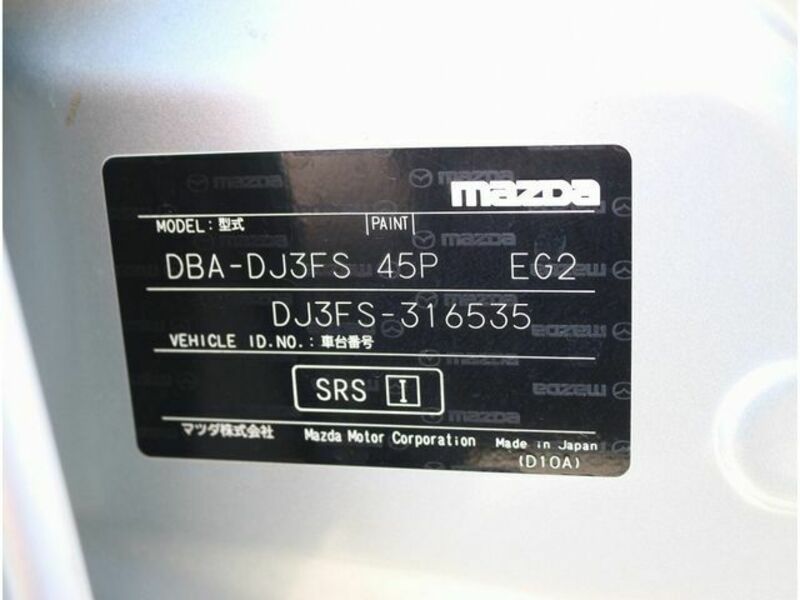 mazda
MODEL:型式 PAINT
DBA-DJ3FS 45P EG2
DJ3FS-316535
VEHICLE ID.NO.:車台番号
SRS I
マツダ株式会社 Mazda Motor Corporation Made in Japan
(D10A)